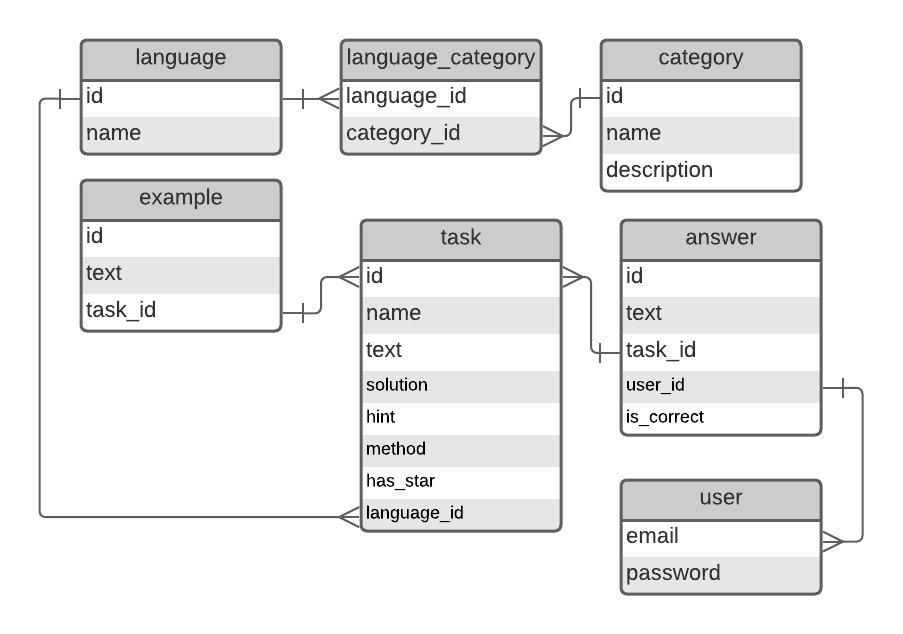 language
id
name
language_category
language_id
category_id
category
id
name
description
example
id
text
task_id
task
id
name
text
solution
hint
method
has_star
language_id
answer
id
text
task_id
user_id
is_correct
user
email
password